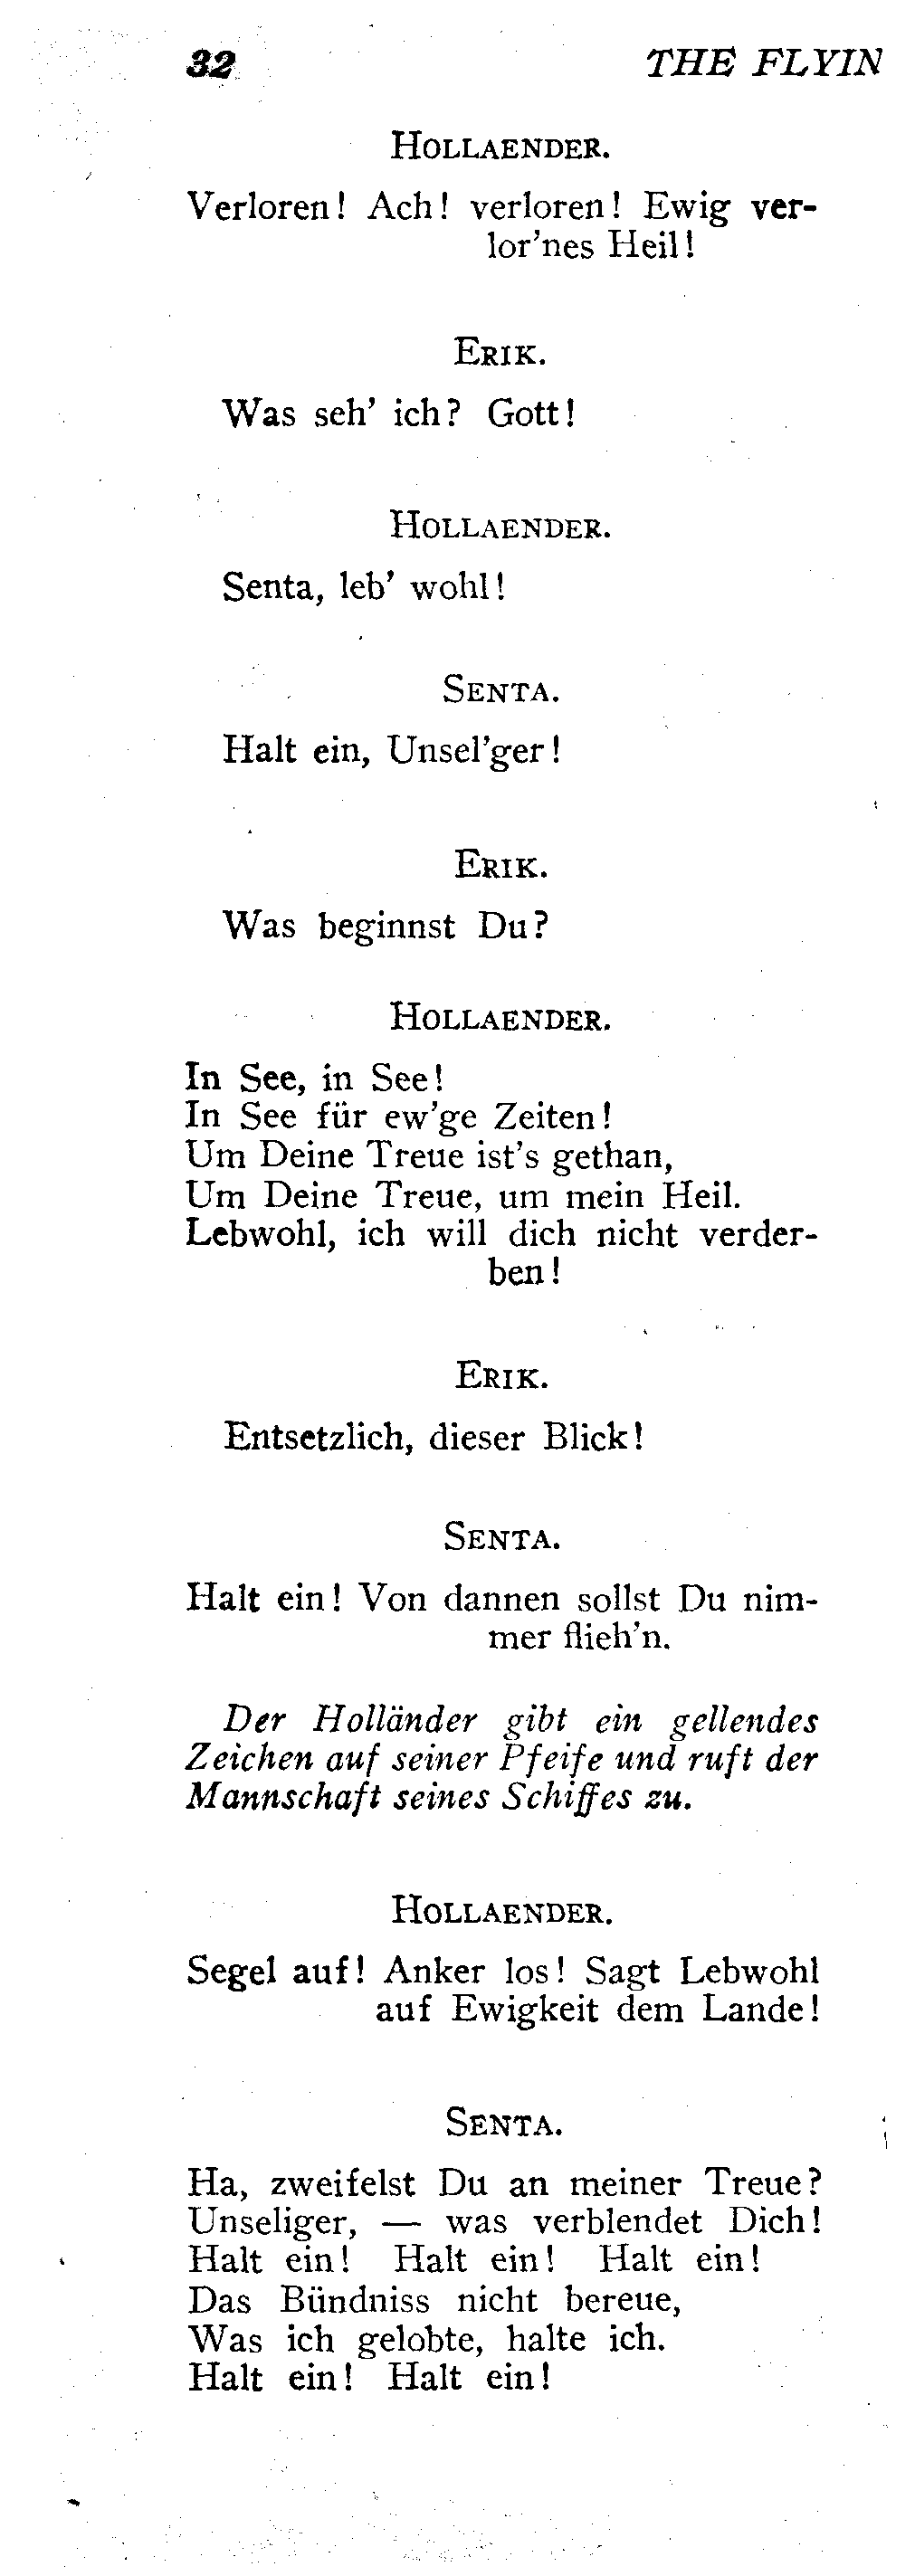 32 THE FLYIN
HOLLAENDER.
Verloren! Ach! verloren! Ewig ver-
lor'nes Heil!
ERIK.
Was seh' ich? Gott!
HOLLAENDER.
Senta, leb' wohl!
SENTA.
Halt ein, Unsel'ger!
ERIK.
Was beginnst Du?
HOLLAENDER.
In See, in See!
In See für ew'ge Zeiten!
Um Deine Treue ist's gethan,
Um Deine Treue, um mein Heil.
Lebwohl, ich will dich nicht verder-
ben!
ERIK.
Entsetzlich, dieser Blick!
SENTA.
Halt ein! Von dannen sollst Du nim-
mer flieh'n.
Der Holländer gibt ein gellendes
Zeichen auf seiner Pfeife und ruft der
Mannschaft seines Schiffes zu.
HOLLAENDER.
Segel auf! Anker los! Sagt Lebwohl
auf Ewigkeit dem Lande!
SENTA.
Ha, zweifelst Du an meiner Treue?
Unseliger, — was verblendet Dich!
Halt ein! Halt ein! Halt ein!
Das Bündniss nicht bereue,
Was ich gelobte, halte ich.
Halt ein! Halt ein!